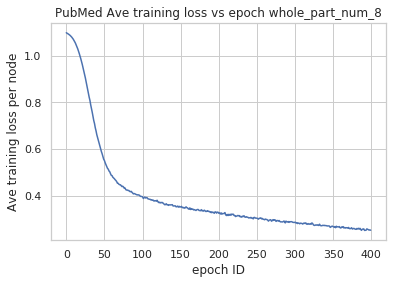 PubMed Ave training loss vs epoch whole_part_num_8
Ave training loss per node
1.0
0.8
0.6
0.4
0 50 100 150 200 250 300 350 400
epoch ID